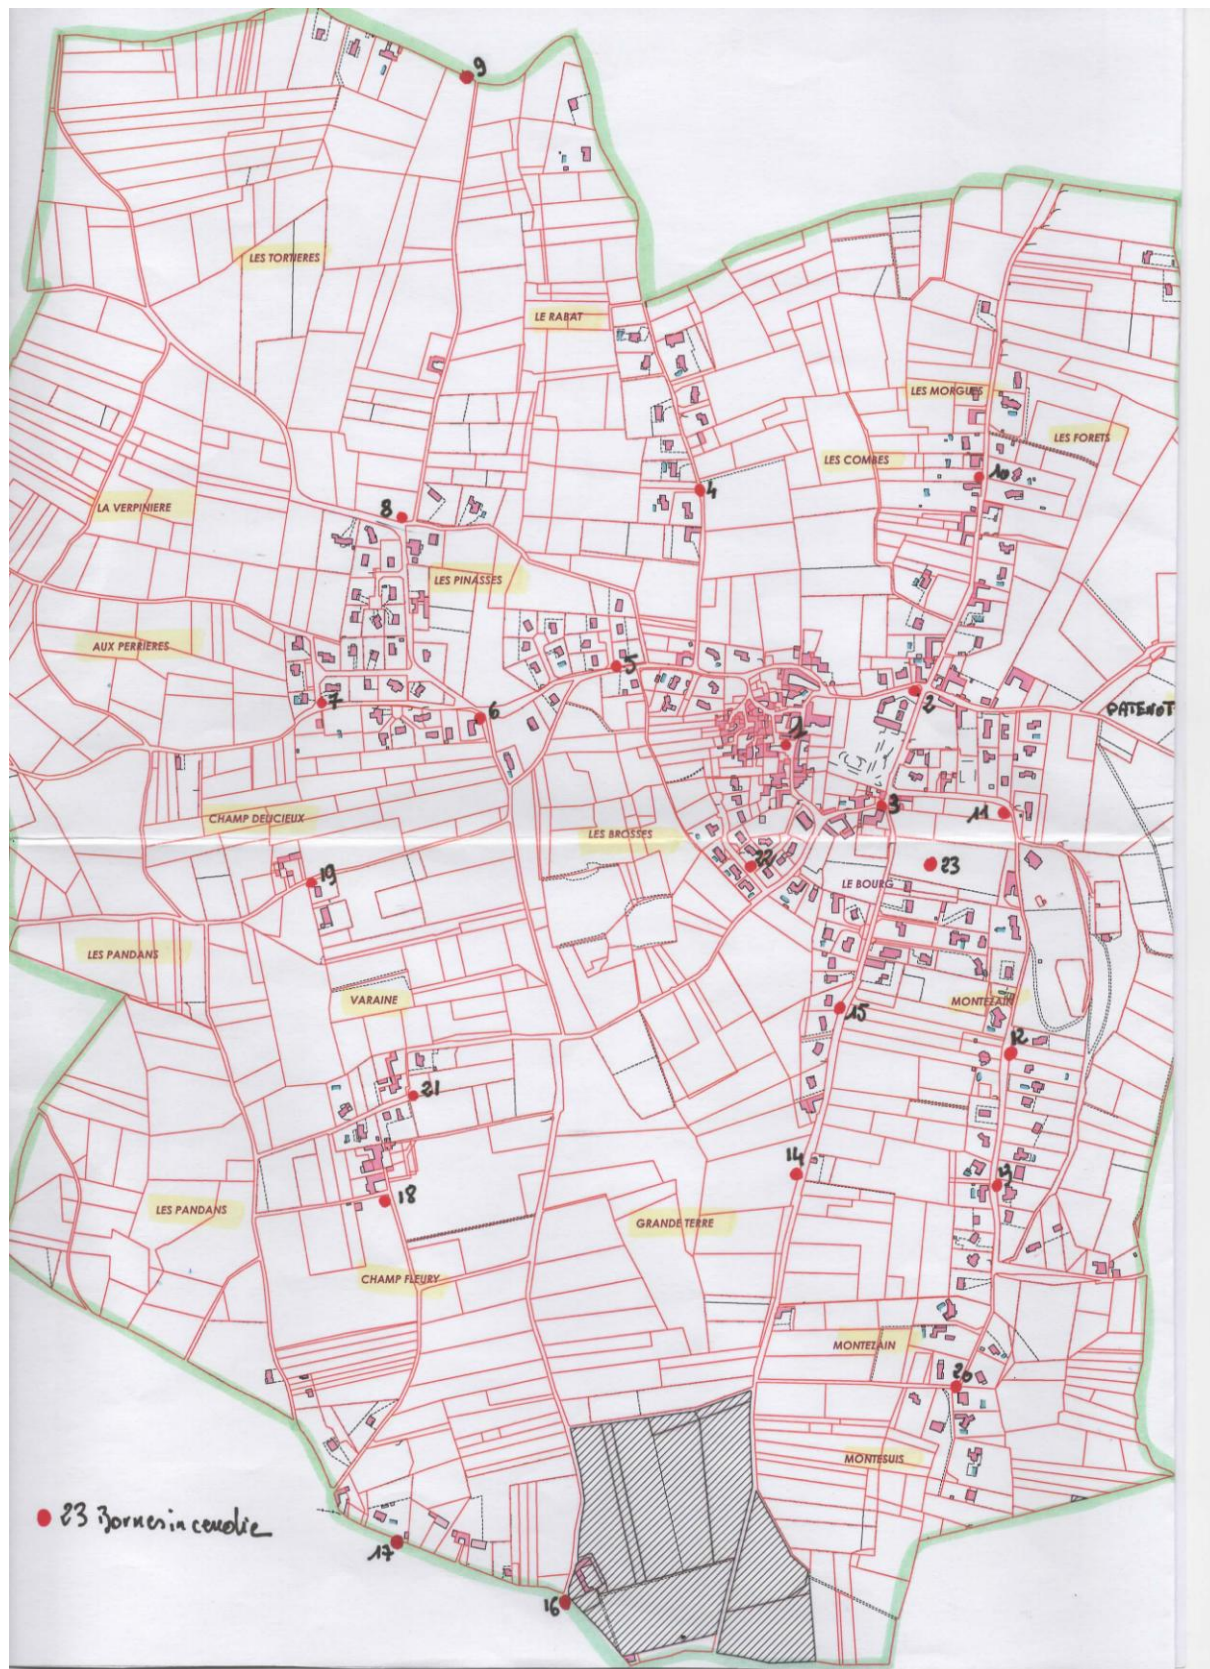 9
LES TORTIERES
LE RABAT
LES MORGUES
LES FORETS
LES COMBES
10
4
LA VERPINIERE
8
LES PINASSES
AUX PERRIERES
5
7
6
2
PATENOT
1
CHAMP DELICIEUX
LES BROSSES
3
11
22
23
19
LE BOURG
LES PANDANS
VARAINE
MONTEZAIN
15
12
21
14
13
18
LES PANDANS
GRANDE TERRE
CHAMP FLEURY
MONTEZAIN
20
MONTESUIS
23 Bornes incendie
17
16